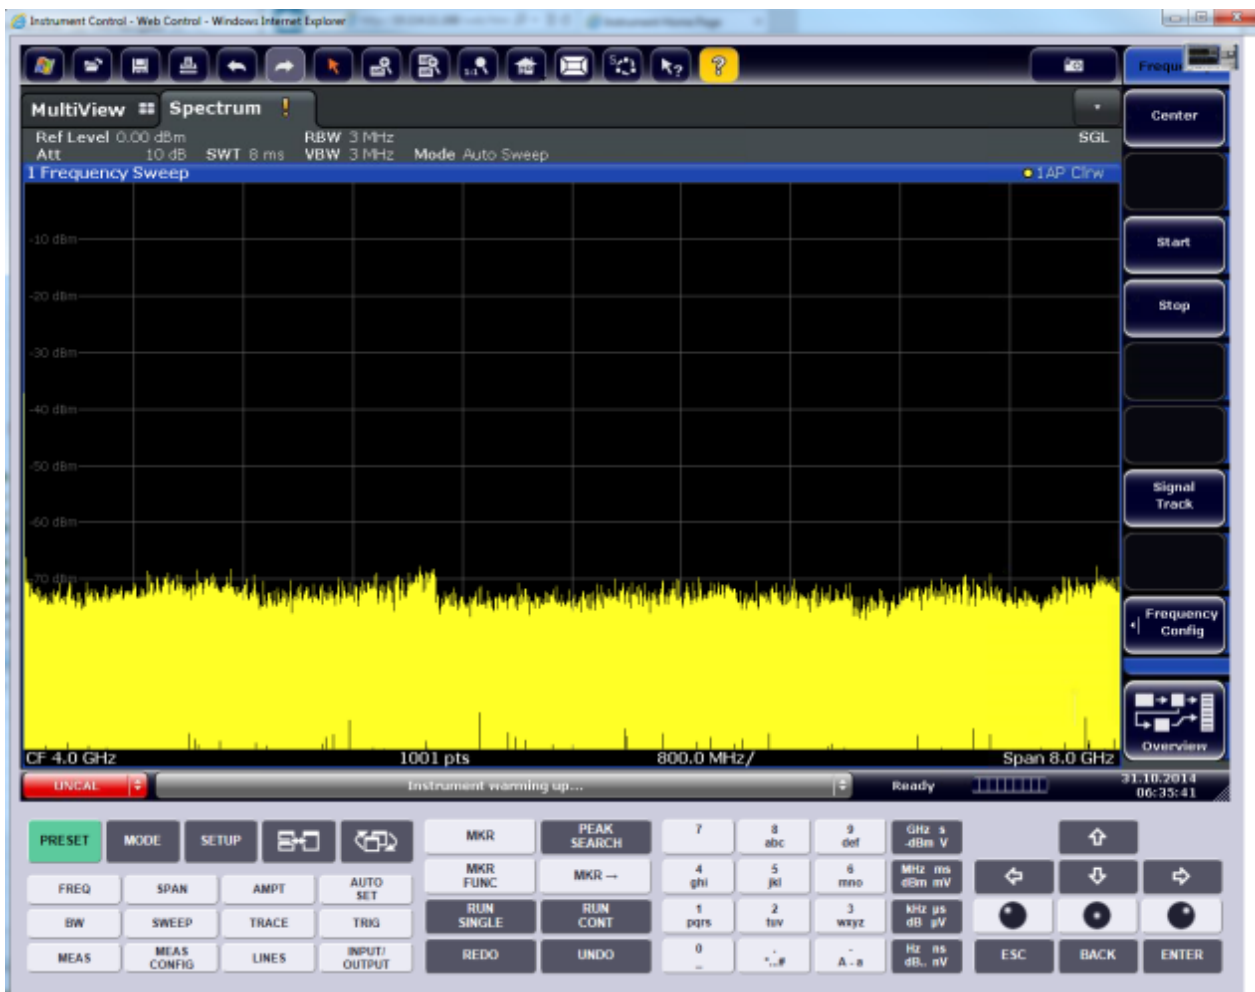 Instrument Control - Web Control - Windows Internet Explorer
Instrument Home Page
MultiView Spectrum !
Ref Level 0.00 dBm RBW 3 MHz SGL
Att 10 dB SWT 8 ms VBW 3 MHz Mode Auto Sweep
1 Frequency Sweep 1AP Clrw
-10 dBm
-20 dBm
-30 dBm
-40 dBm
-50 dBm
-60 dBm
-70 dBm
CF 4.0 GHz 1001 pts 800.0 MHz/ Span 8.0 GHz
UNCAL Instrument warming up... Ready 31.10.2014
06:35:41
Center
Start
Stop
Signal
Track
Frequency
Config
Overview
PRESET MODE SETUP
FREQ SPAN AMPT AUTO
SET
BW SWEEP TRACE TRIG
MEAS MEAS
CONFIG LINES INPUT/
OUTPUT
MKR PEAK
SEARCH
MKR
FUNC MKR →
RUN
SINGLE RUN
CONT
REDO UNDO
7 8
abc 9
def GHz s
-dBm V
4
ghi 5
jkl 6
mno MHz ms
dBm mV
1
pqrs 2
tuv 3
wxyz kHz µs
dB µV
0
_ .
*...# -
A - a Hz ns
dB.. nV
ESC BACK ENTER